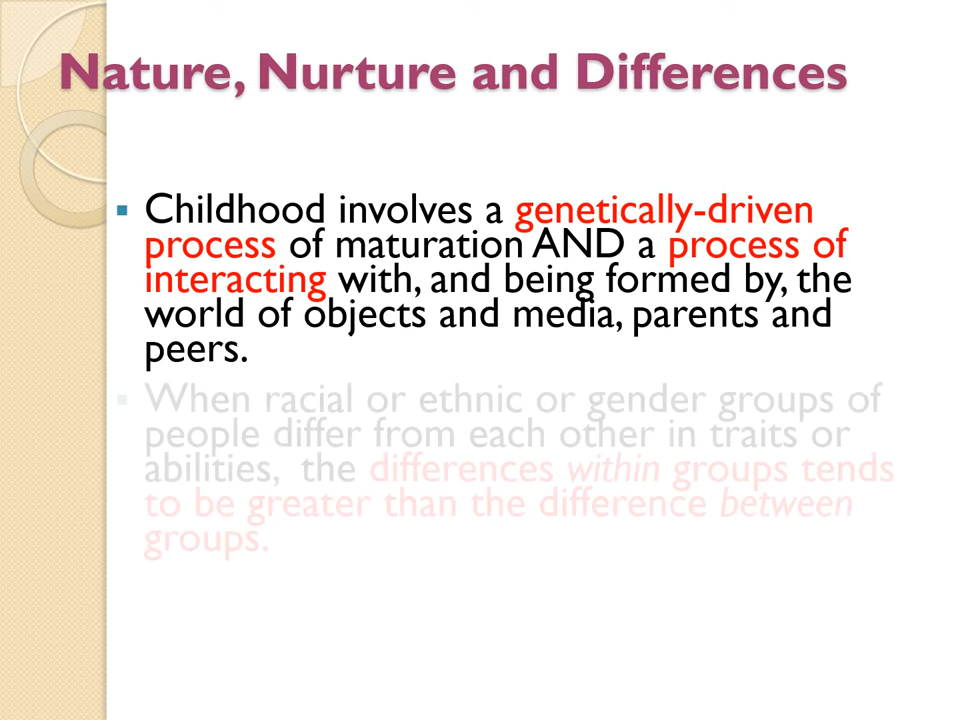 Nature, Nurture and Differences
▪ Childhood involves a genetically-driven
process of maturation AND a process of
interacting with, and being formed by, the
world of objects and media, parents and
peers.
▪ When racial or ethnic or gender groups of
people differ from each other in traits or
abilities,  the differences within groups tends
to be greater than the difference between
groups.